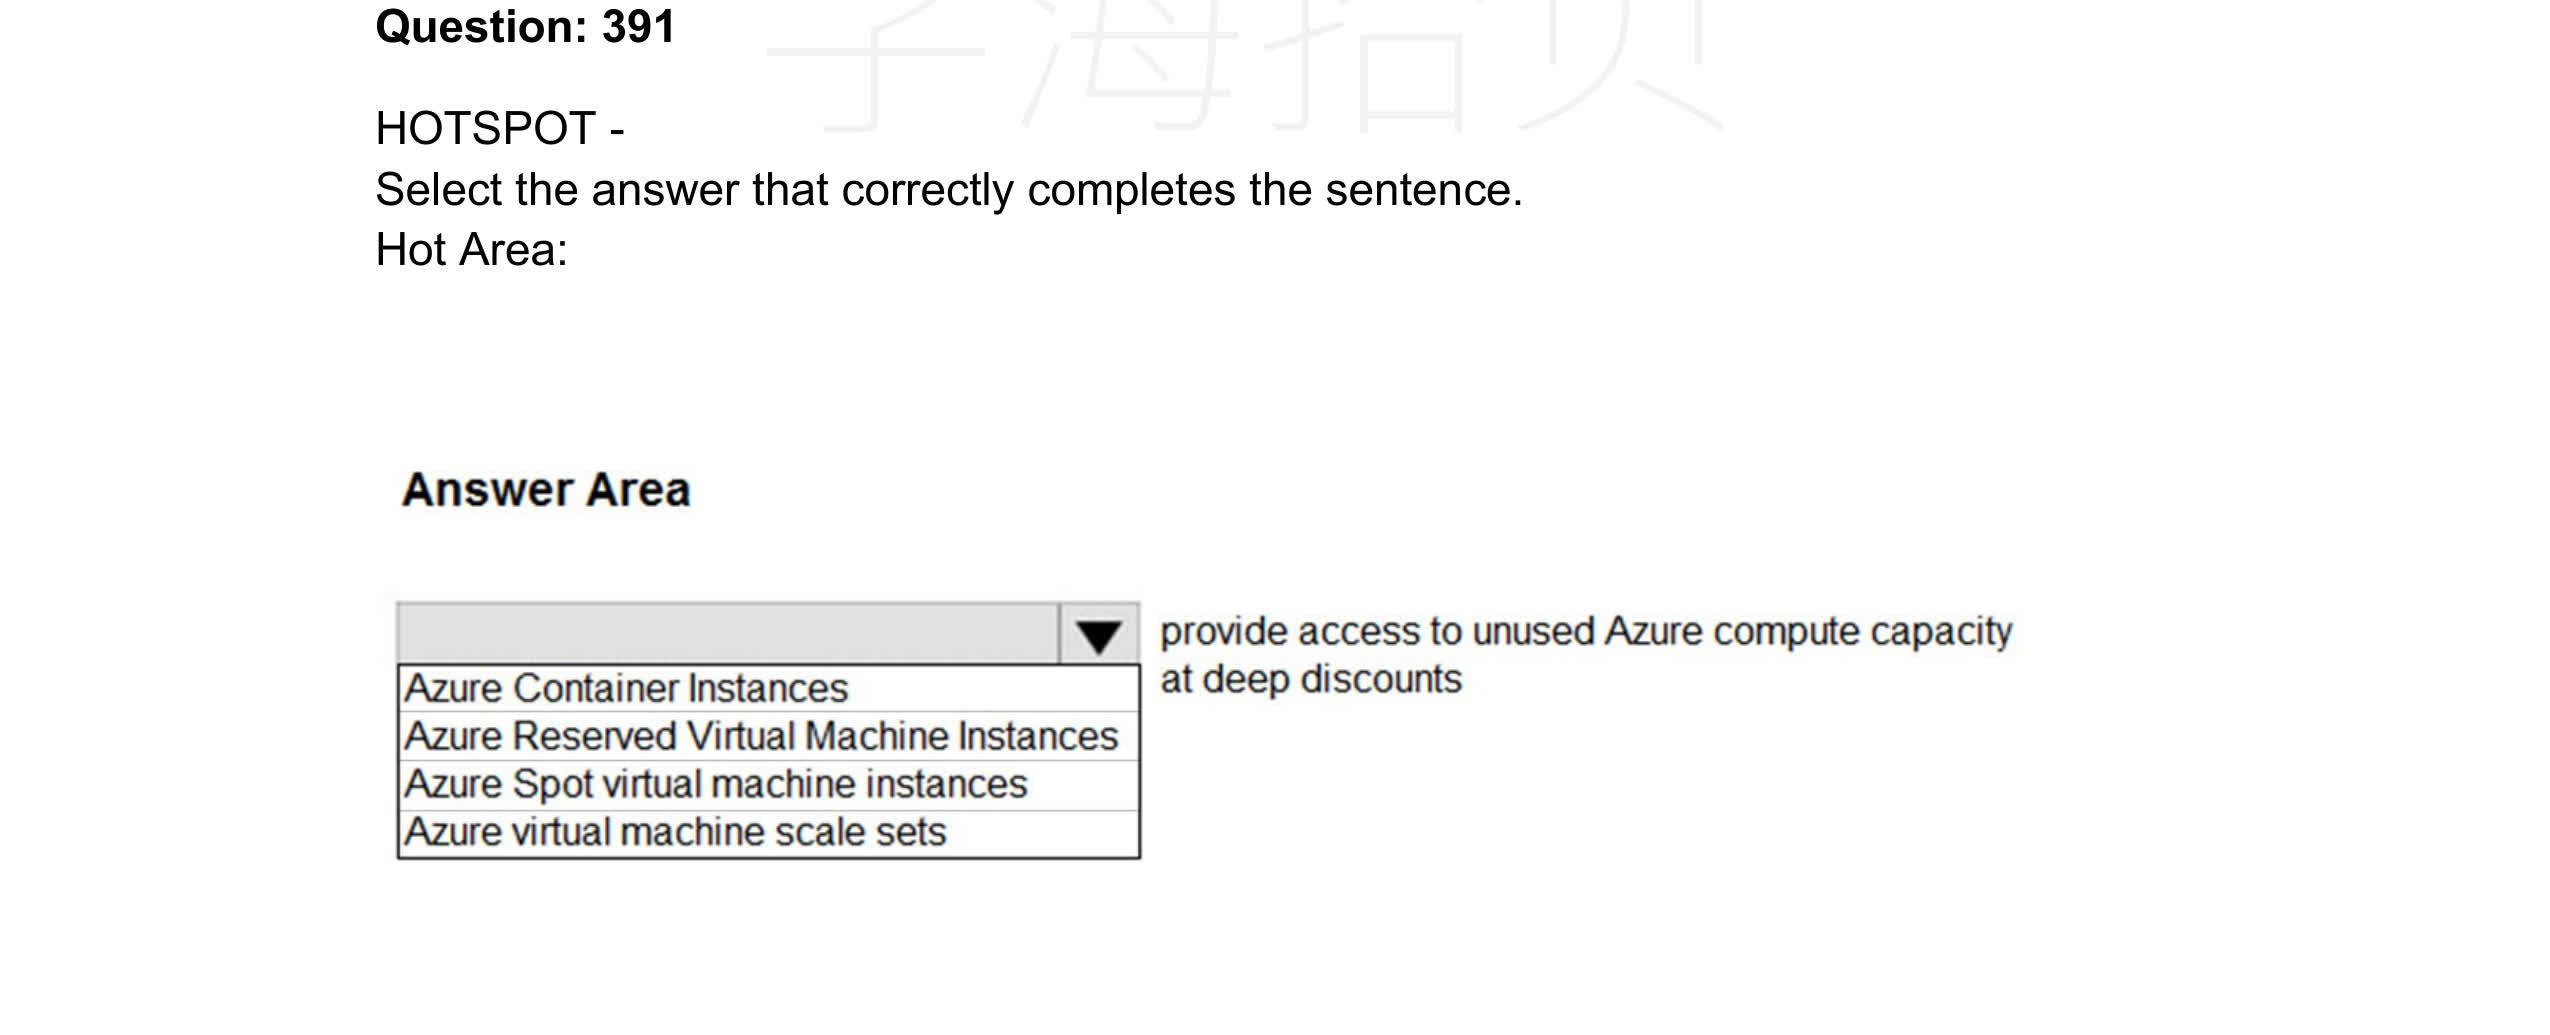 Question: 391
HOTSPOT -
Select the answer that correctly completes the sentence.
Hot Area:
Answer Area
provide access to unused Azure compute capacity
at deep discounts
Azure Container Instances
Azure Reserved Virtual Machine Instances
Azure Spot virtual machine instances
Azure virtual machine scale sets